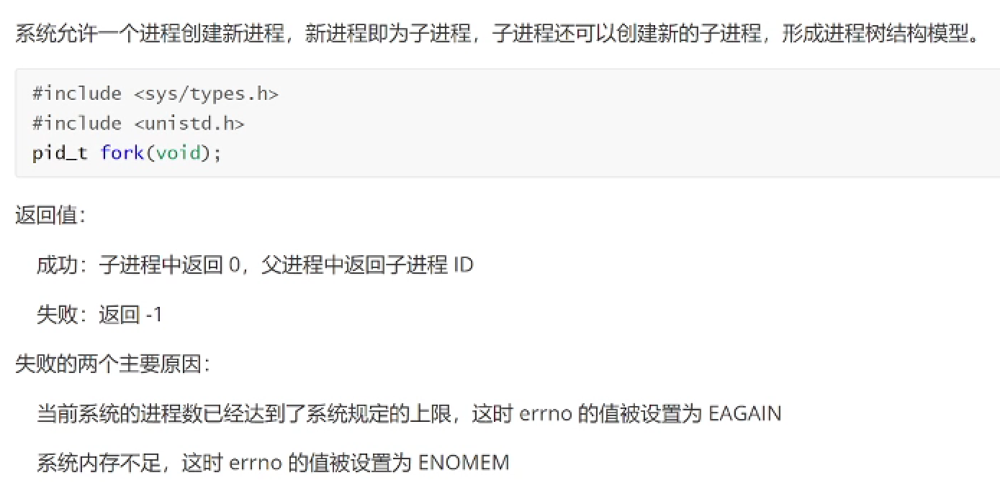 系统允许一个进程创建新进程，新进程即为子进程，子进程还可以创建新的子进程，形成进程树结构模型。
#include <sys/types.h>
#include <unistd.h>
pid_t fork(void);
返回值：
成功：子进程中返回 0，父进程中返回子进程 ID
失败：返回 -1
失败的两个主要原因：
当前系统的进程数已经达到了系统规定的上限，这时 errno 的值被设置为 EAGAIN
系统内存不足，这时 errno 的值被设置为 ENOMEM